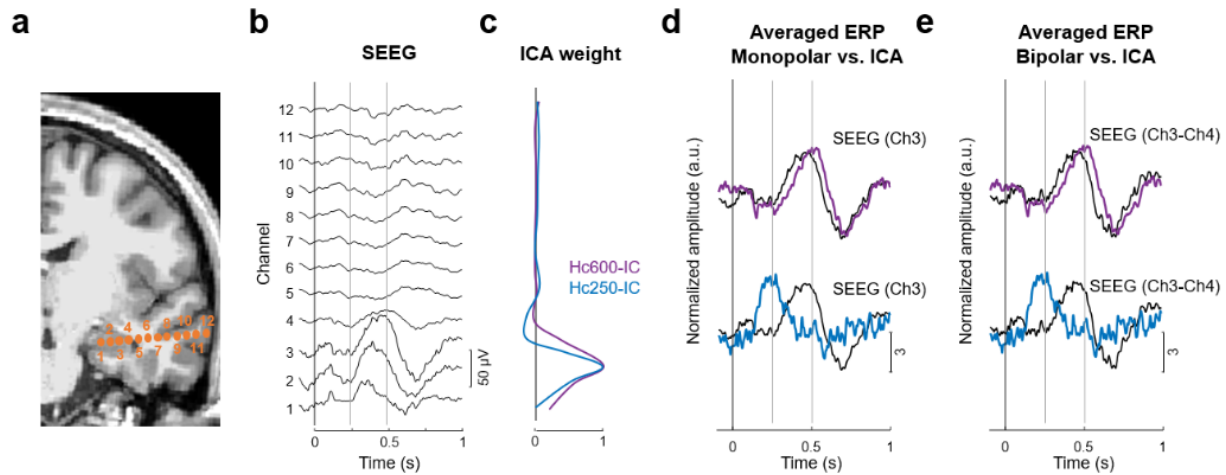 a
b
c
d
e
SEEG
ICA weight
Averaged ERP
Monopolar vs. ICA
Averaged ERP
Bipolar vs. ICA
12
11
10
9
8
7
6
5
4
3
2
1
Channel
50 µV
0
0.5
1
Time (s)
Hc600-IC
Hc250-IC
0
1
Normalized amplitude (a.u.)
SEEG (Ch3)
SEEG (Ch3)
3
0
0.5
1
Time (s)
Normalized amplitude (a.u.)
SEEG (Ch3-Ch4)
SEEG (Ch3-Ch4)
3
0
0.5
1
Time (s)
4
6
8
10
12
1
3
5
7
9
11